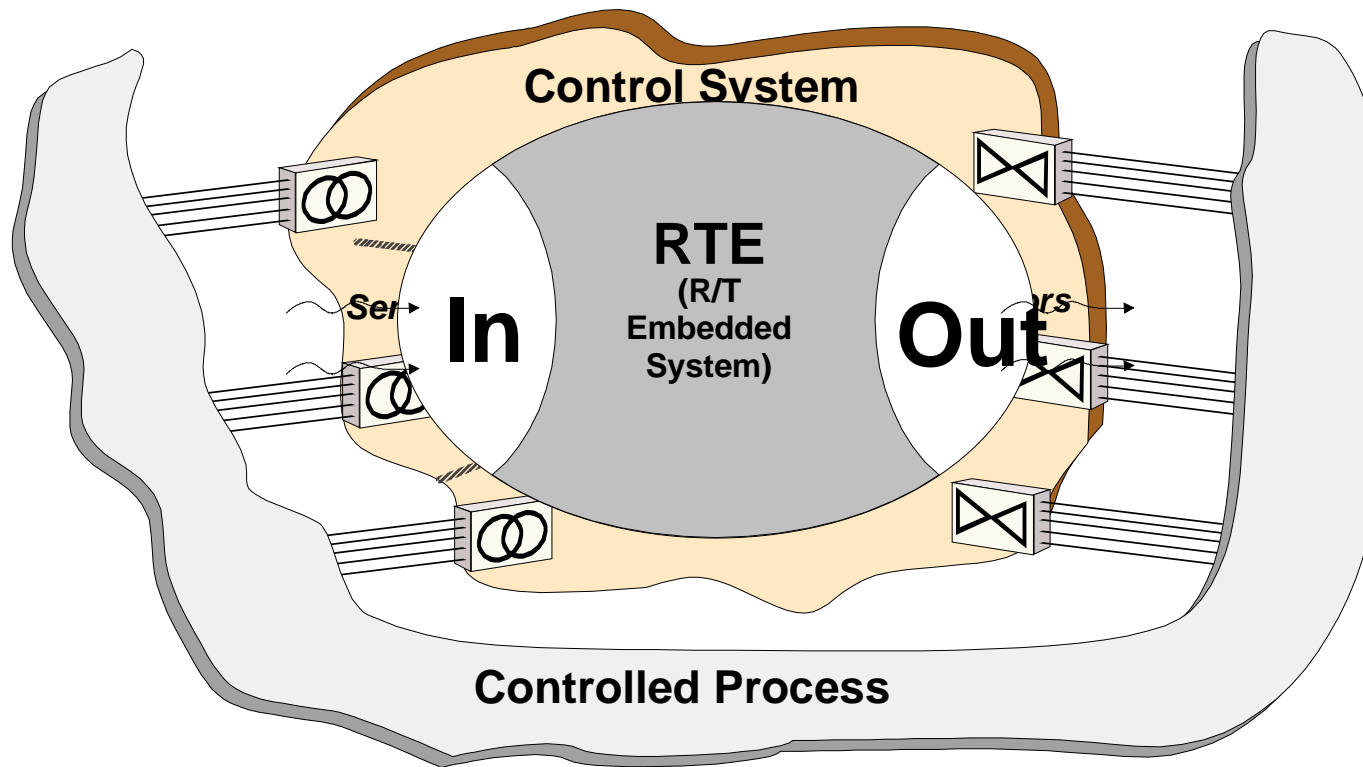 Control System
RTE
(R/T
Embedded
System)
In
Out
Controlled Process